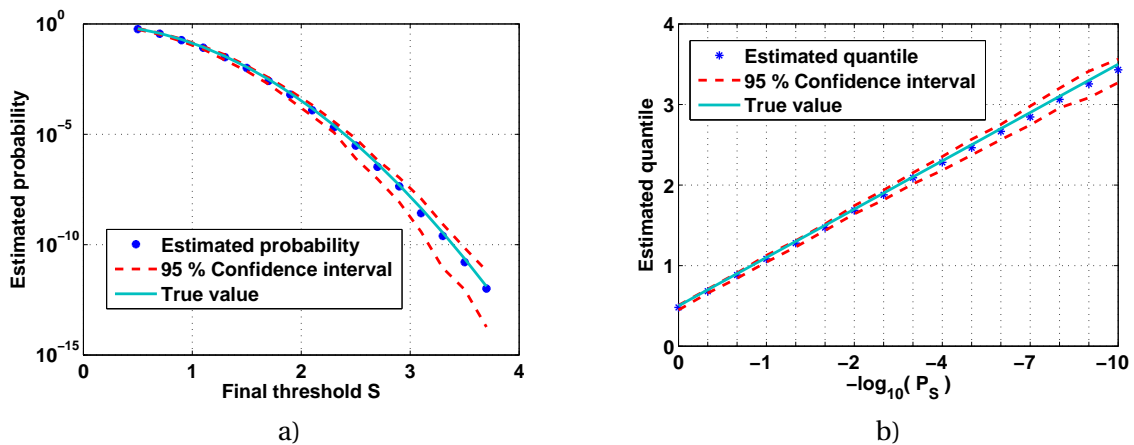 10^0
10^-5
10^-10
10^-15
Estimated probability
Estimated probability
95 % Confidence interval
True value
0 1 2 3 4
Final threshold S
a)
4
3
2
1
0
Estimated quantile
Estimated quantile
95 % Confidence interval
True value
0 −1 −2 −4 −7 −10
−log_10( P_S )
b)